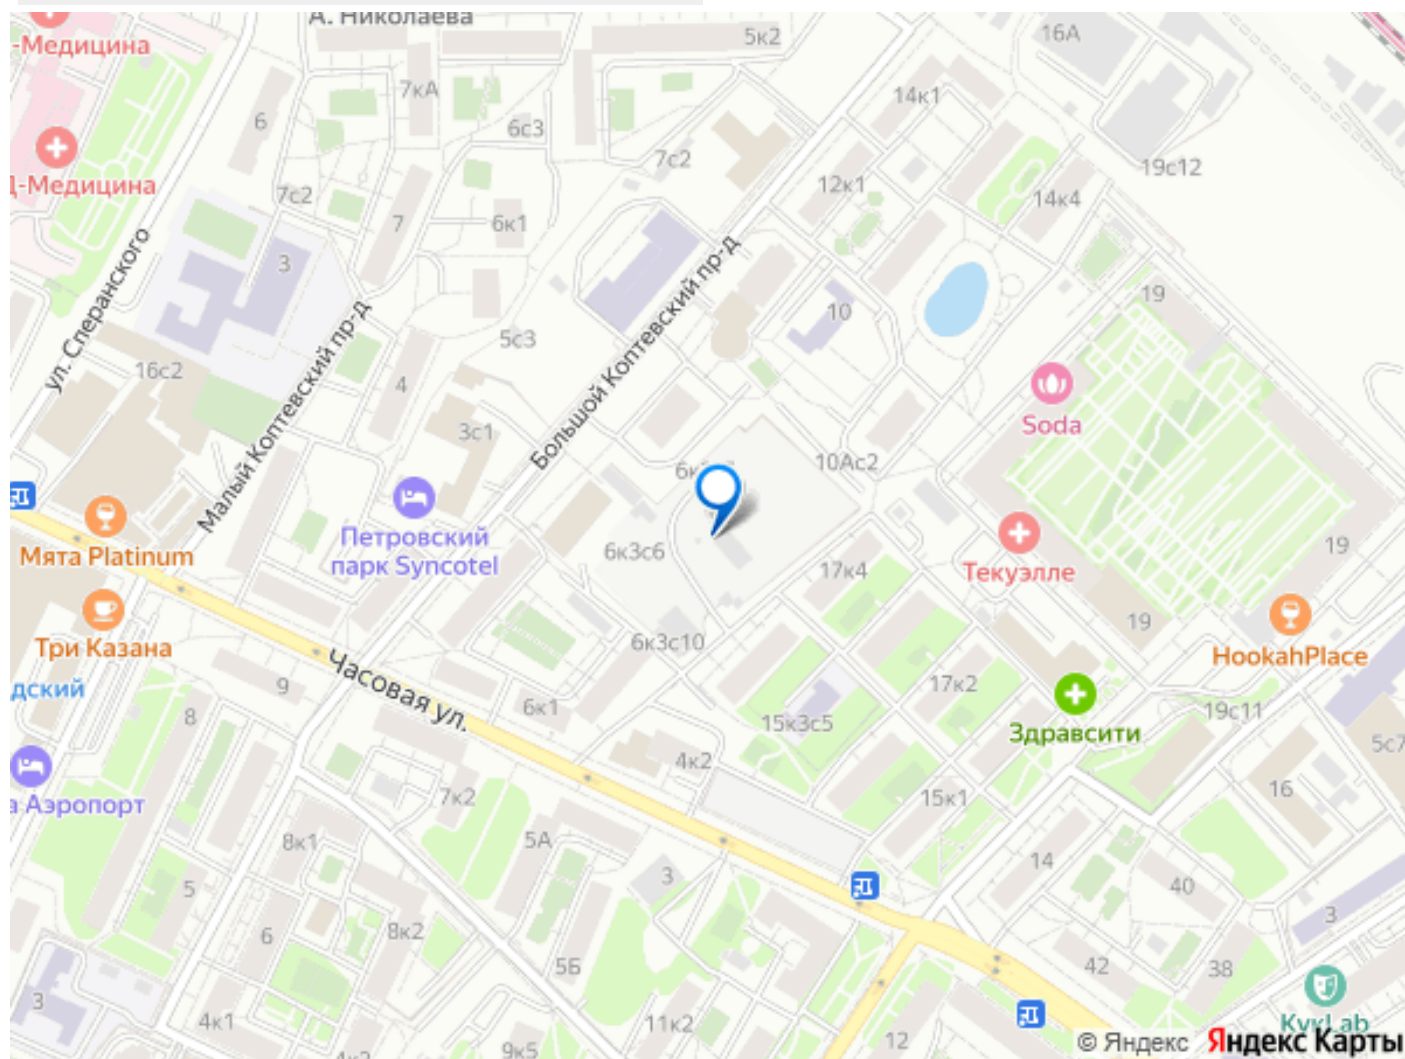 А. Николаева
-Медицина
5к2
16А
7кА
14к1
6
6с3
7с2
19с12
Д-Медицина
12к1
7с2
14к4
7
6к1
ул. Сперанского
3
Большой Коптевский пр-д
19
10
5с3
Малый Коптевский пр-д
16с2
4
Soda
3с1
10Ас2
Петровский
парк Syncotel
Мята Platinum
6к3с6
19
17к4
Текуэлле
19
Три Казана
6к3с10
HookahPlace
Часовая ул.
дский
9
17к2
8
6к1
19с11
15к3с5
Здравсити
5с7
4к2
а Аэропорт
7к2
15к1
16
8к1
5А
14
3
40
5
3
6
8к2
5Б
42
38
3
4к1
11к2
12
9к5
КvкLab
© Яндекс
Яндекс Карты